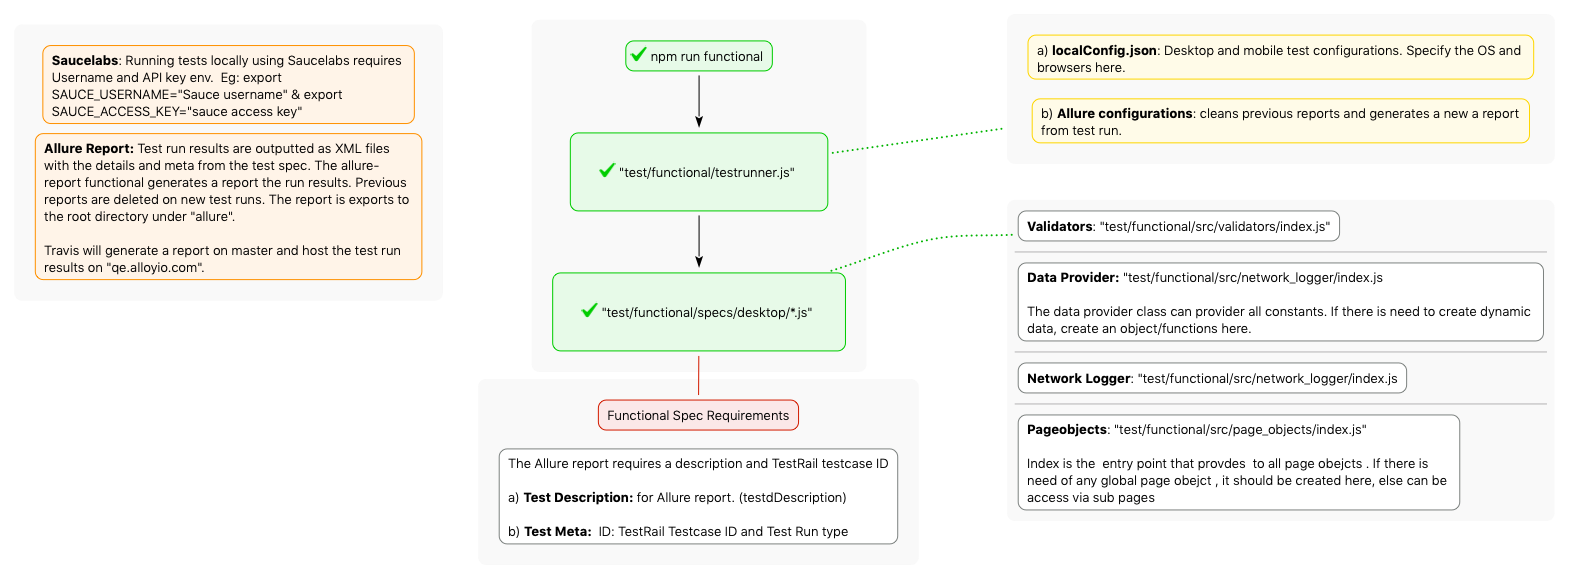 Saucelabs: Running tests locally using Saucelabs requires
Username and API key env.  Eg: export
SAUCE_USERNAME="Sauce username" & export
SAUCE_ACCESS_KEY="sauce access key"
Allure Report: Test run results are outputted as XML files
with the details and meta from the test spec. The allure-
report functional generates a report the run results. Previous
reports are deleted on new test runs. The report is exports to
the root directory under "allure".
Travis will generate a report on master and host the test run
results on "qe.alloyio.com".
npm run functional
"test/functional/testrunner.js"
"test/functional/specs/desktop/*.js"
Functional Spec Requirements
The Allure report requires a description and TestRail testcase ID
a) Test Description: for Allure report. (testdDescription)
b) Test Meta:  ID: TestRail Testcase ID and Test Run type
a) localConfig.json: Desktop and mobile test configurations. Specify the OS and
browsers here.
b) Allure configurations: cleans previous reports and generates a new a report
from test run.
Validators: "test/functional/src/validators/index.js"
Data Provider: "test/functional/src/network_logger/index.js
The data provider class can provider all constants. If there is need to create dynamic
data, create an object/functions here.
Network Logger: "test/functional/src/network_logger/index.js
Pageobjects: "test/functional/src/page_objects/index.js"
Index is the  entry point that provdes  to all page obejcts . If there is
need of any global page obejct , it should be created here, else can be
access via sub pages